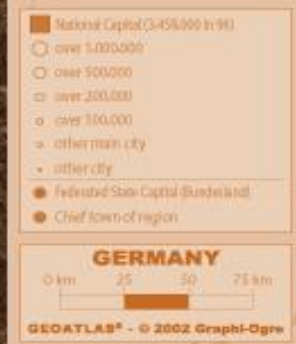 National Capital (3,459,000 in 96)
over 1,000,000
over 500,000
over 200,000
over 100,000
other main city
other city
Federated State Capital (Bundesland)
Chief town of region
GERMANY
0 km 25 50 75 km
GEOATLAS® - © 2002 Graphi-Ogre